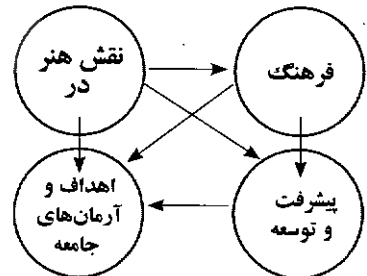 نقش هنر
در
فرهنگ
اهداف و
آرمان‌های
جامعه
پیشرفت
و توسعه